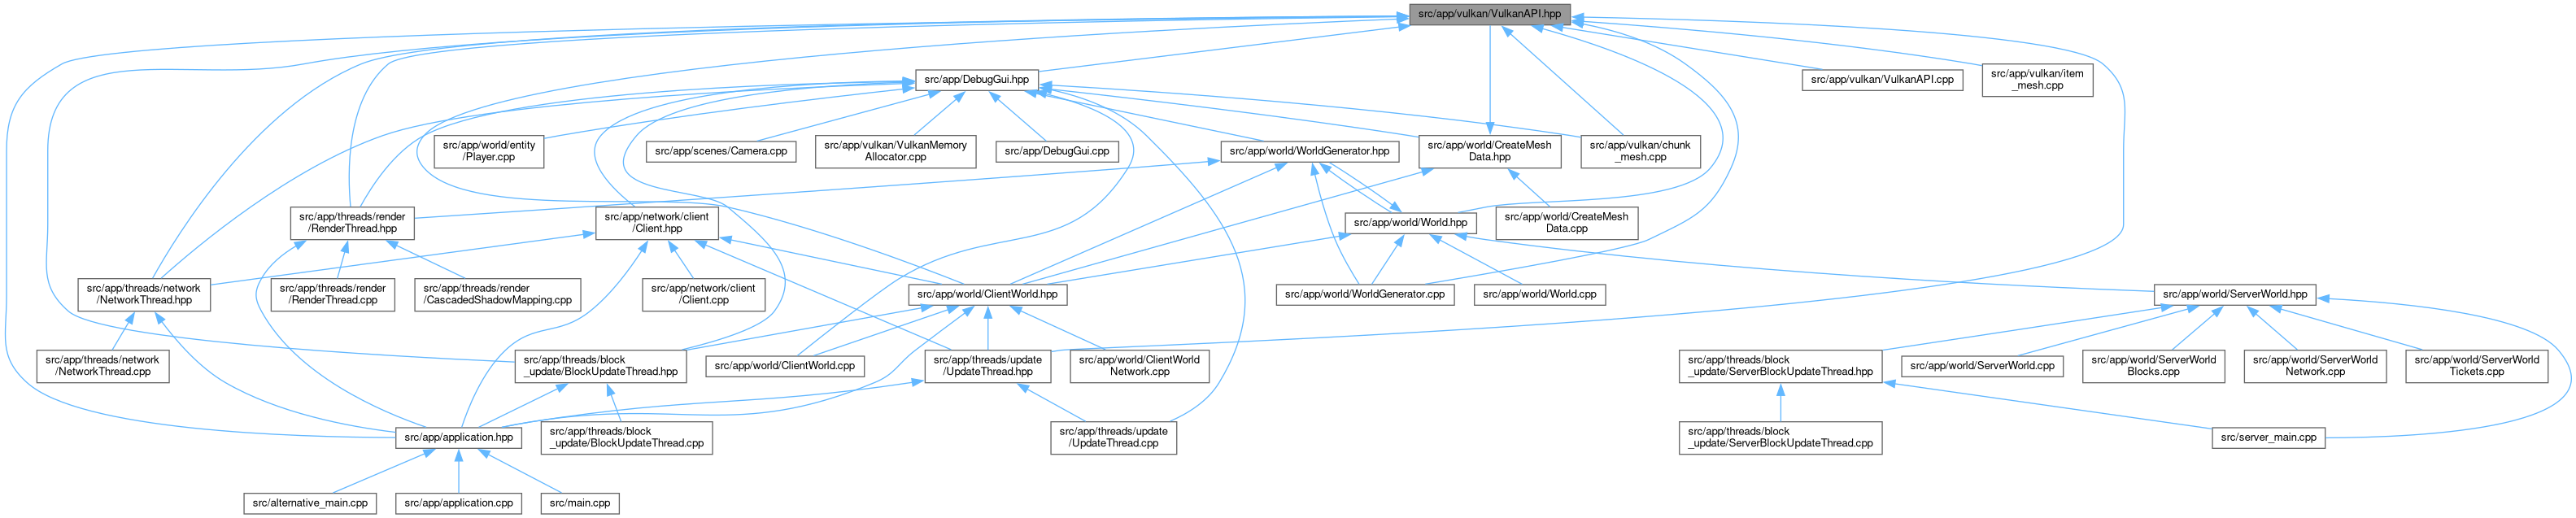 src/app/vulkan/VulkanAPI.hpp
src/app/DebugGui.hpp
src/app/vulkan/VulkanAPI.cpp
src/app/vulkan/item
_mesh.cpp
src/app/world/entity
/Player.cpp
src/app/scenes/Camera.cpp
src/app/vulkan/VulkanMemory
Allocator.cpp
src/app/DebugGui.cpp
src/app/world/WorldGenerator.hpp
src/app/world/CreateMesh
Data.hpp
src/app/vulkan/chunk
_mesh.cpp
src/app/threads/render
/RenderThread.hpp
src/app/network/client
/Client.hpp
src/app/world/World.hpp
src/app/world/CreateMesh
Data.cpp
src/app/threads/network
/NetworkThread.hpp
src/app/threads/render
/RenderThread.cpp
src/app/threads/render
/CascadedShadowMapping.cpp
src/app/network/client
/Client.cpp
src/app/world/ClientWorld.hpp
src/app/world/WorldGenerator.cpp
src/app/world/World.cpp
src/app/world/ServerWorld.hpp
src/app/threads/network
/NetworkThread.cpp
src/app/threads/block
_update/BlockUpdateThread.hpp
src/app/world/ClientWorld.cpp
src/app/threads/update
/UpdateThread.hpp
src/app/world/ClientWorld
Network.cpp
src/app/threads/block
_update/ServerBlockUpdateThread.hpp
src/app/world/ServerWorld.cpp
src/app/world/ServerWorld
Blocks.cpp
src/app/world/ServerWorld
Network.cpp
src/app/world/ServerWorld
Tickets.cpp
src/app/application.hpp
src/app/threads/block
_update/BlockUpdateThread.cpp
src/app/threads/update
/UpdateThread.cpp
src/app/threads/block
_update/ServerBlockUpdateThread.cpp
src/server_main.cpp
src/alternative_main.cpp
src/app/application.cpp
src/main.cpp